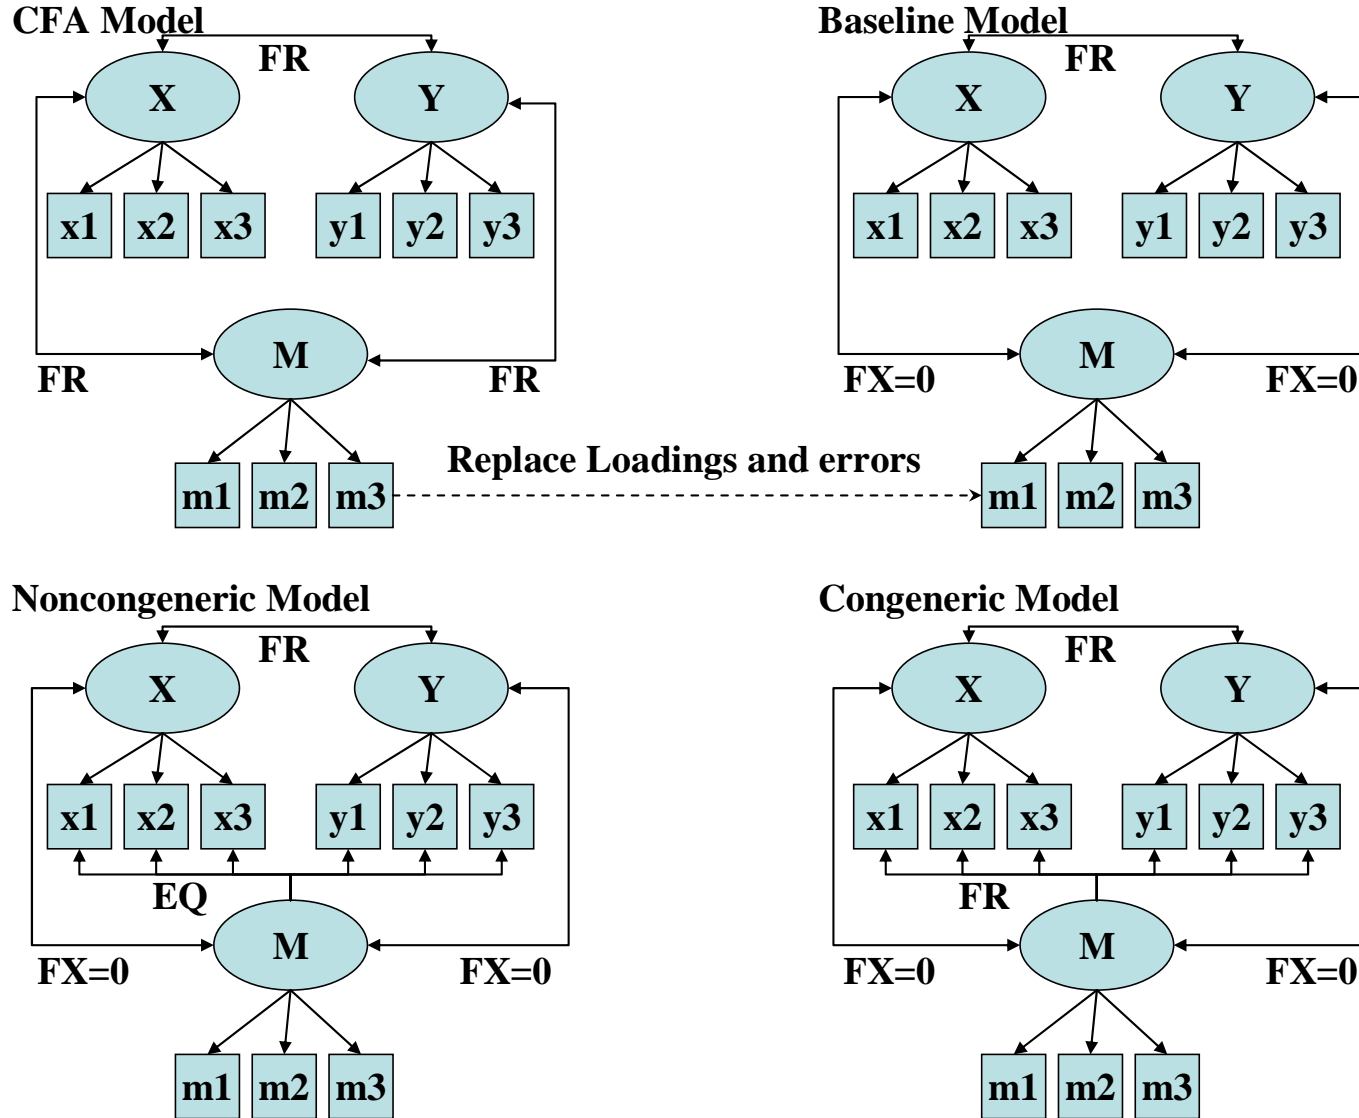 CFA Model
FR
X
Y
x1 x2 x3
y1 y2 y3
M
FR
FR
m1 m2 m3
Baseline Model
FR
X
Y
x1 x2 x3
y1 y2 y3
M
FX=0
FX=0
m1 m2 m3
Replace Loadings and errors
Noncongeneric Model
FR
X
Y
x1 x2 x3
y1 y2 y3
EQ
M
FX=0
FX=0
m1 m2 m3
Congeneric Model
FR
X
Y
x1 x2 x3
y1 y2 y3
FR
M
FX=0
FX=0
m1 m2 m3